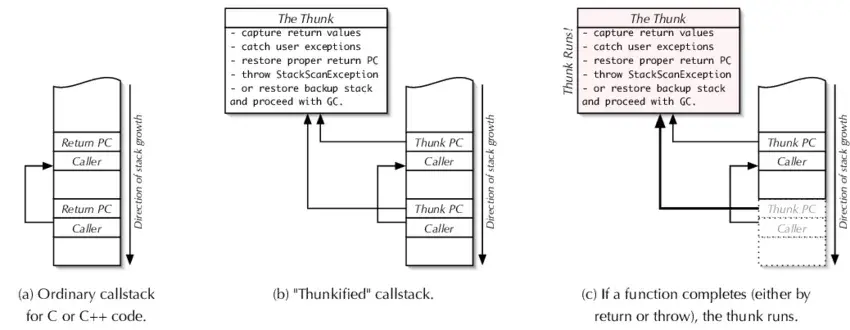 Return PC
Caller
Return PC
Caller
Direction of stack growth
(a) Ordinary callstack
for C or C++ code.
The Thunk
- capture return values
- catch user exceptions
- restore proper return PC
- throw StackScanException
- or restore backup stack
and proceed with GC.
Thunk PC
Caller
Thunk PC
Caller
Direction of stack growth
(b) "Thunkified" callstack.
Thunk Runs!
The Thunk
- capture return values
- catch user exceptions
- restore proper return PC
- throw StackScanException
- or restore backup stack
and proceed with GC.
Thunk PC
Caller
Thunk PC
Caller
Direction of stack growth
(c) If a function completes (either by
return or throw), the thunk runs.